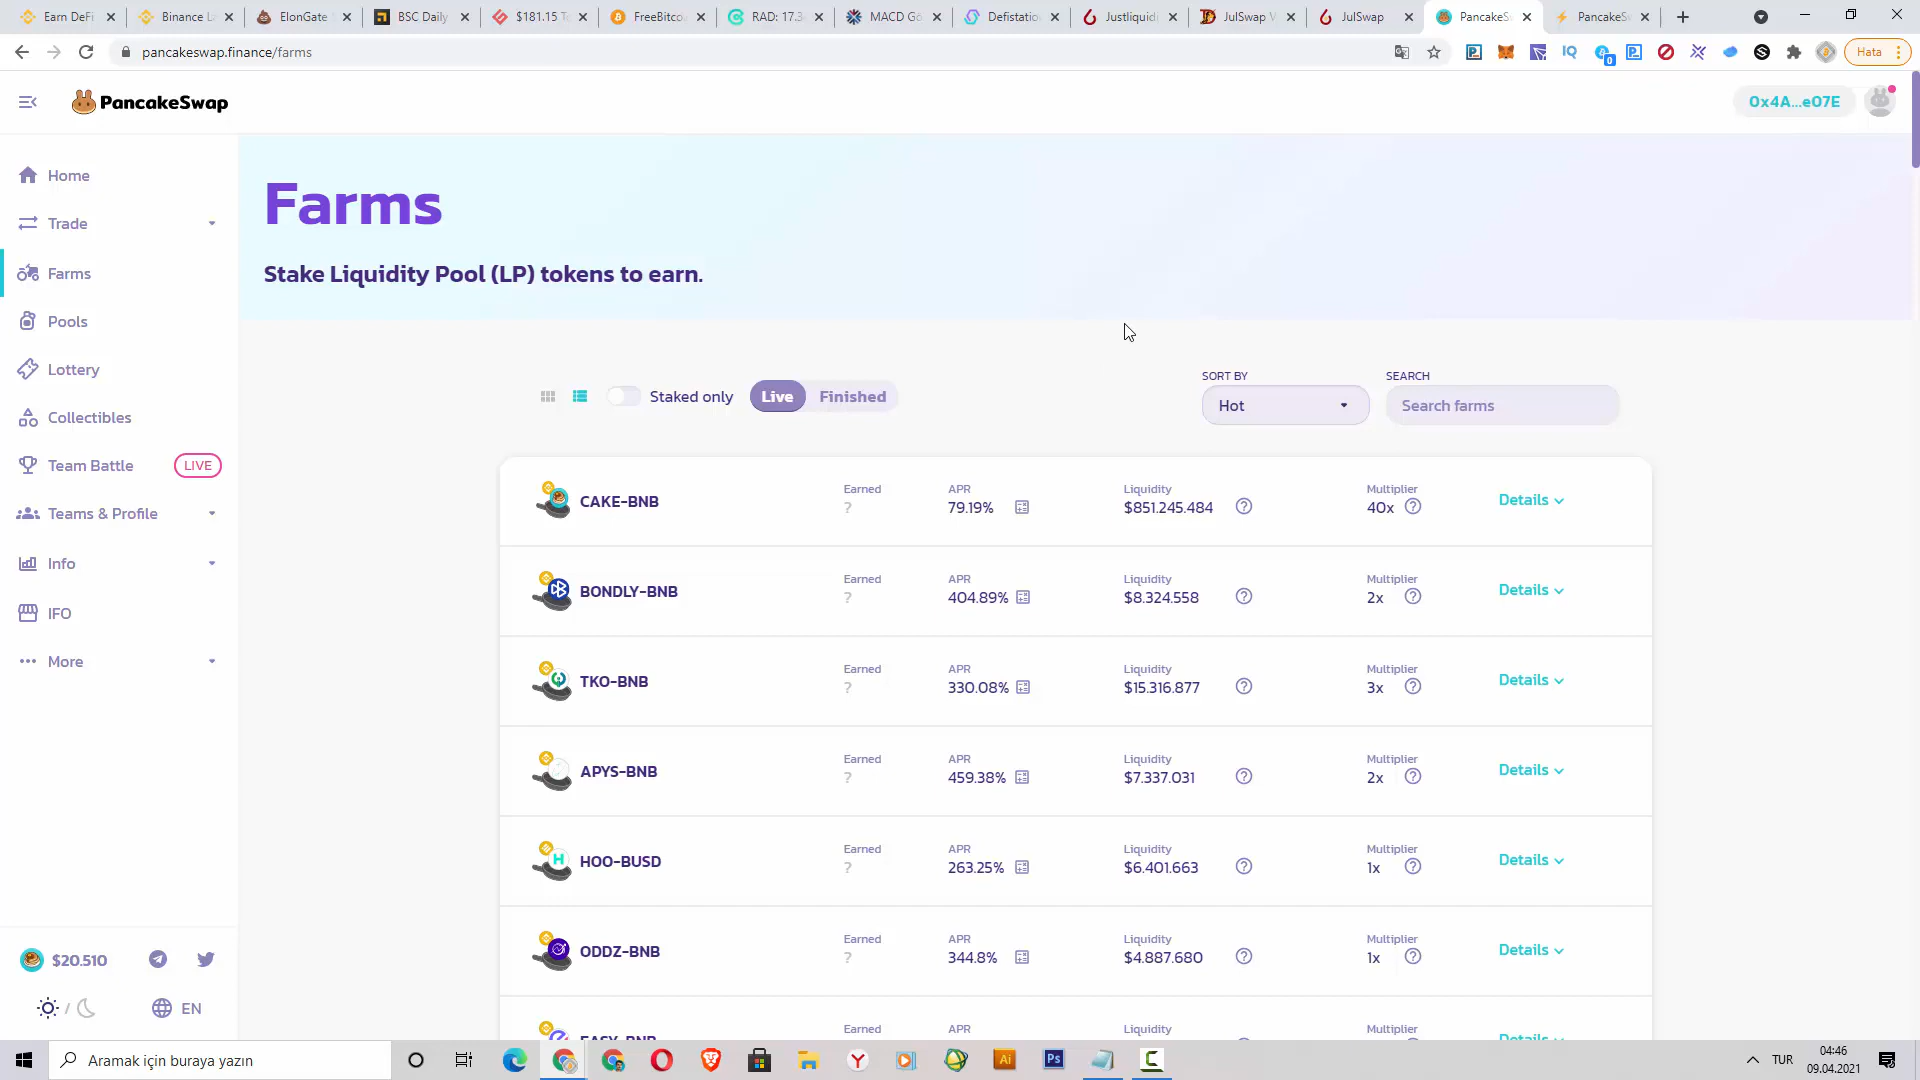 Earn DeFi
Binance L
ElonGate
BSC Daily
$181.15 T
FreeBitco
RAD: 17.3
MACD Go
Defistatio
Justliquidi
JulSwap V
JulSwap
PancakeS
PancakeS
pancakeswap.finance/farms
Hata
PancakeSwap
0x4A...e07E
Home
Trade
Farms
Pools
Lottery
Collectibles
Team Battle
LIVE
Teams & Profile
Info
IFO
More
$20.510
EN
Farms
Stake Liquidity Pool (LP) tokens to earn.
Staked only
Live
Finished
SORT BY
Hot
SEARCH
Search farms
CAKE-BNB
Earned
?
APR
79.19%
Liquidity
$851.245.484
Multiplier
40x
Details
BONDLY-BNB
Earned
?
APR
404.89%
Liquidity
$8.324.558
Multiplier
2x
Details
TKO-BNB
Earned
?
APR
330.08%
Liquidity
$15.316.877
Multiplier
3x
Details
APYS-BNB
Earned
?
APR
459.38%
Liquidity
$7.337.031
Multiplier
2x
Details
HOO-BUSD
Earned
?
APR
263.25%
Liquidity
$6.401.663
Multiplier
1x
Details
ODDZ-BNB
Earned
?
APR
344.8%
Liquidity
$4.887.680
Multiplier
1x
Details
EASY-BNB
Earned
APR
Liquidity
Multiplier
Details
Aramak için buraya yazın
TUR
04:46
09.04.2021